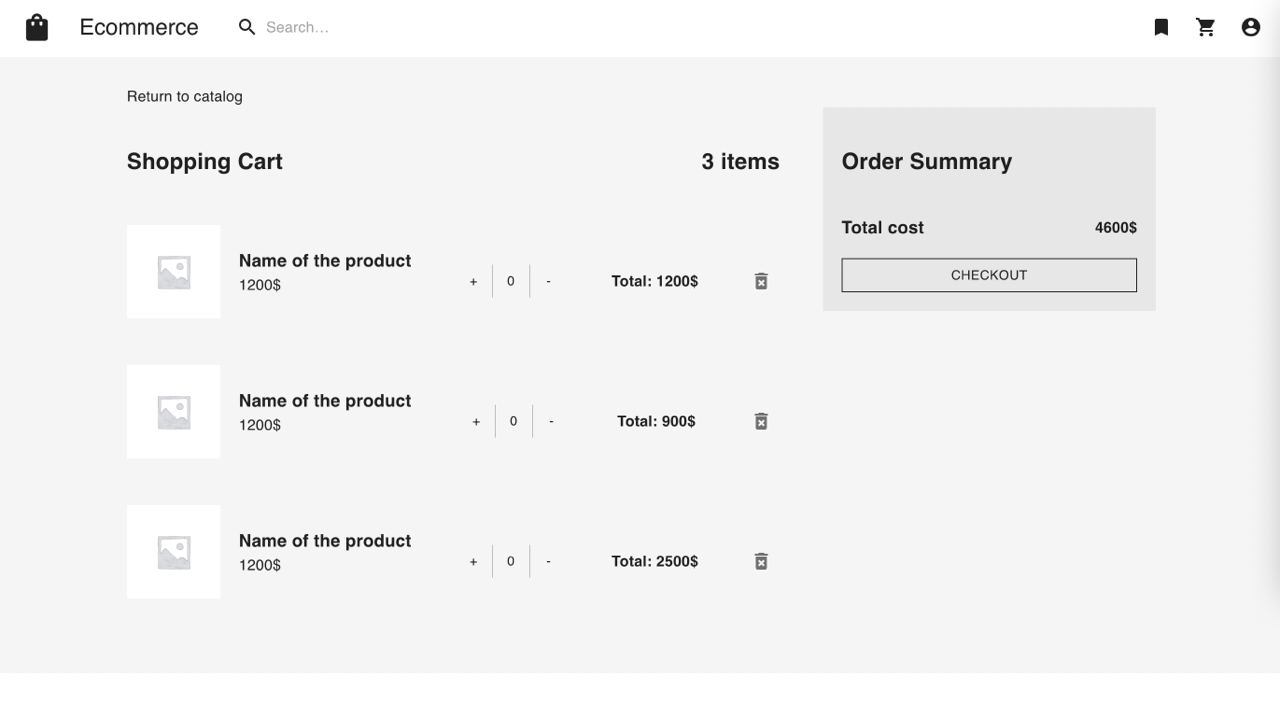 Ecommerce
Search…
Return to catalog
Shopping Cart
3 items
Name of the product
1200$
+ 0 -
Total: 1200$
Name of the product
1200$
+ 0 -
Total: 900$
Name of the product
1200$
+ 0 -
Total: 2500$
Order Summary
Total cost 4600$
CHECKOUT